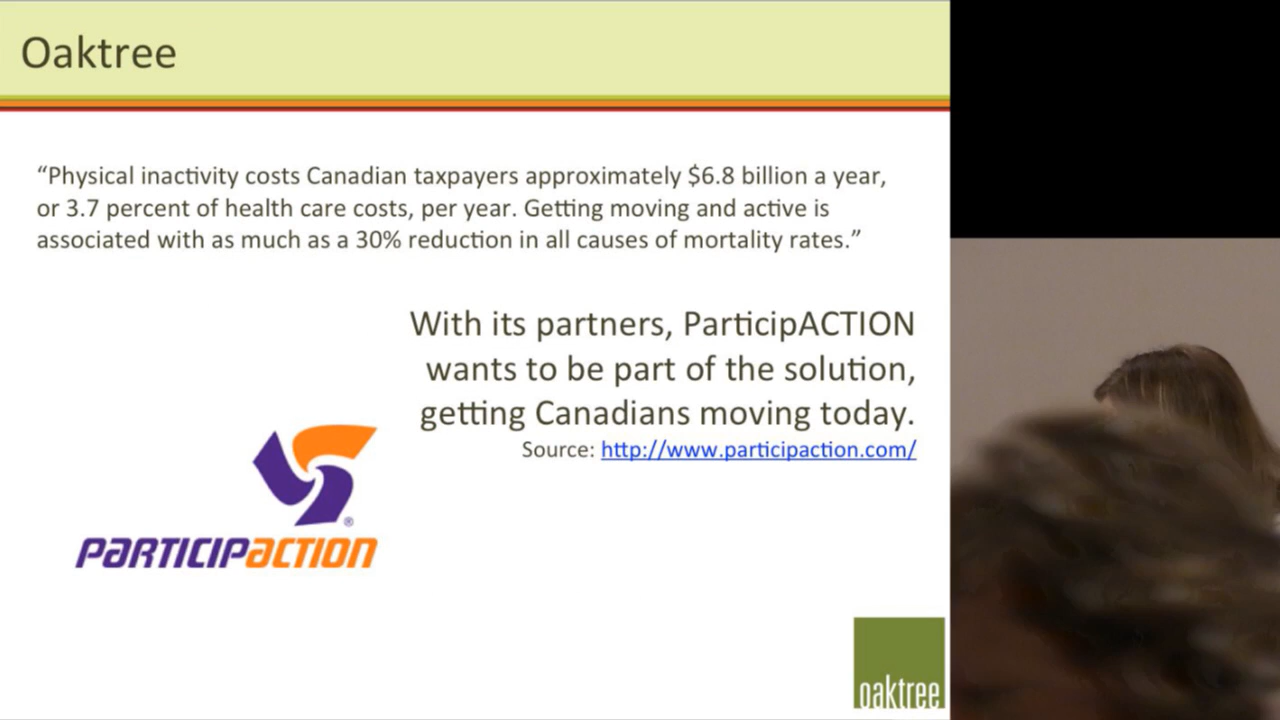 Oaktree
“Physical inactivity costs Canadian taxpayers approximately $6.8 billion a year,
or 3.7 percent of health care costs, per year. Getting moving and active is
associated with as much as a 30% reduction in all causes of mortality rates.”
With its partners, ParticipACTION
wants to be part of the solution,
getting Canadians moving today.
Source: http://www.participaction.com/
®
PARTICIPACTION
oaktree